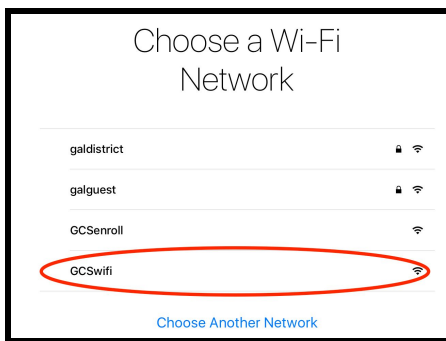 Choose a Wi-Fi
Network
galdistrict
galguest
GCSenroll
GCSwifi
Choose Another Network